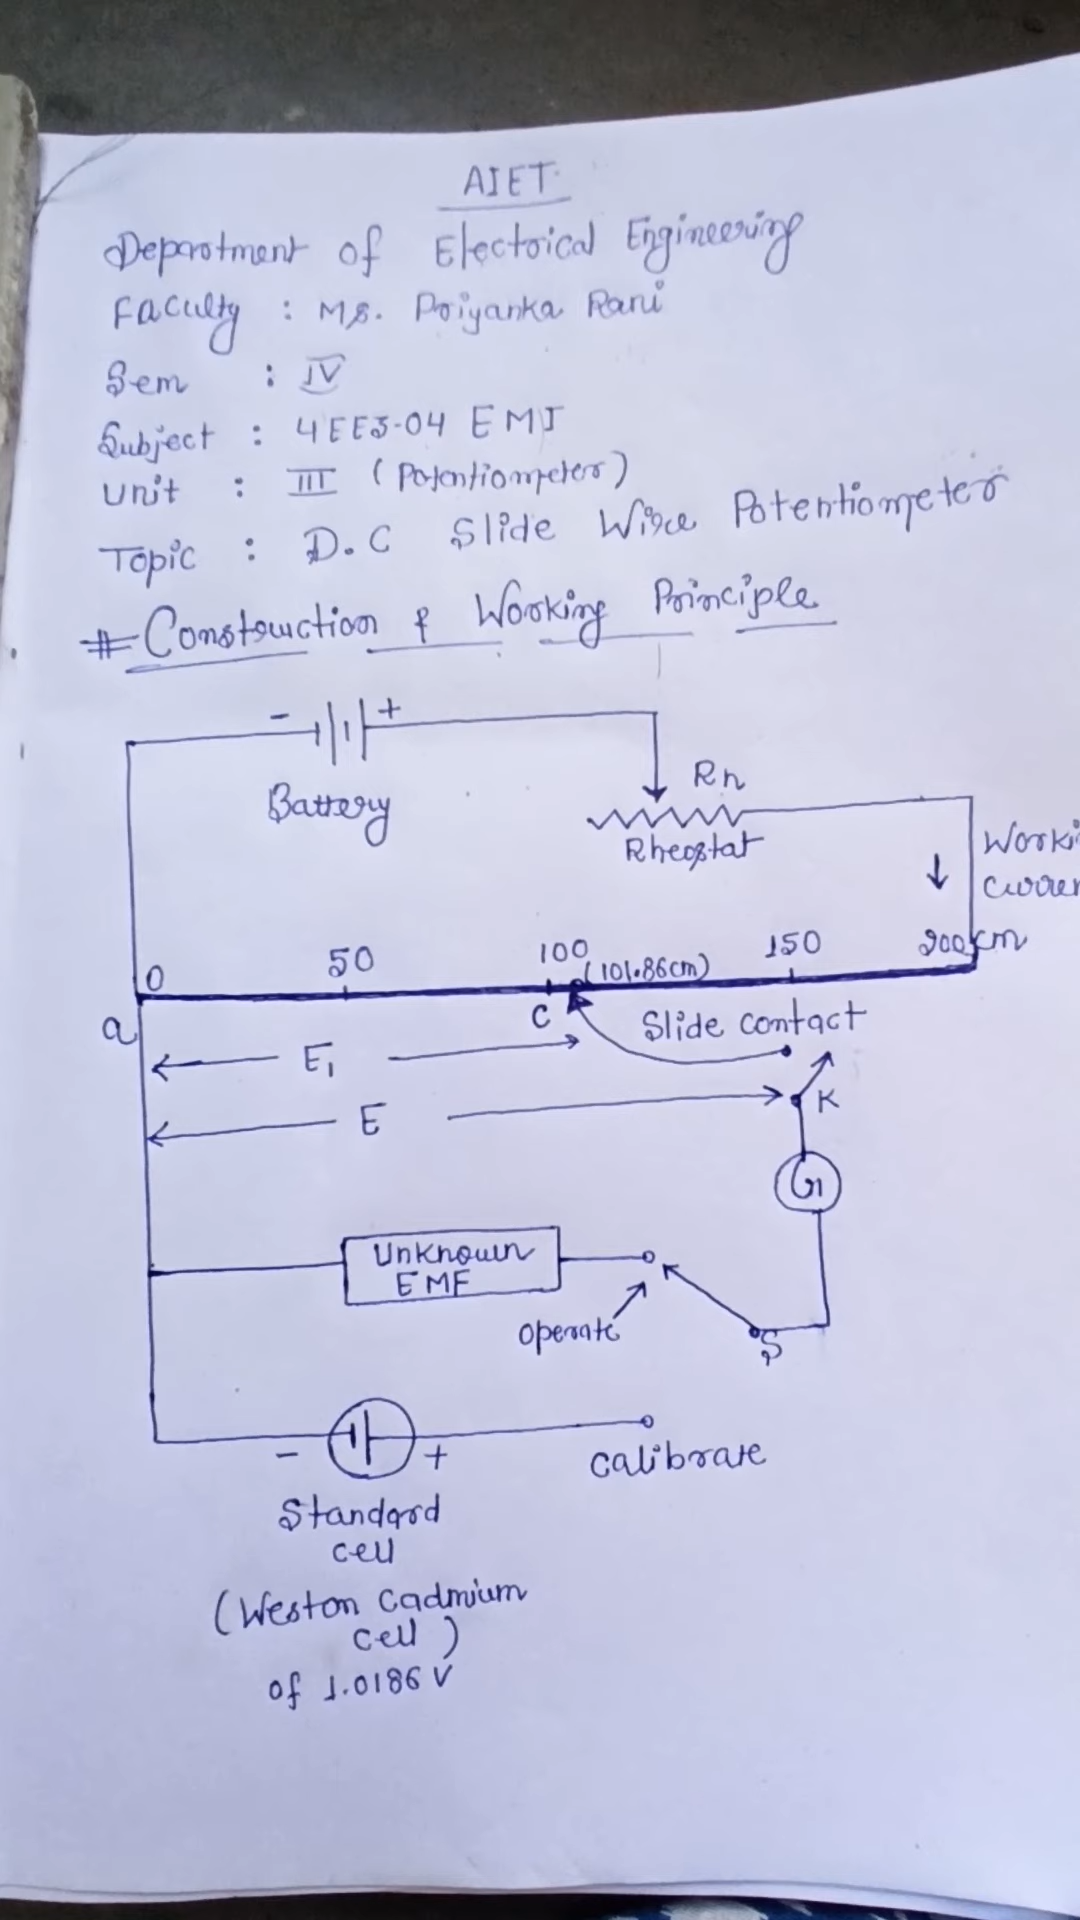 AIET
Department of Electrical Engineering
Faculty : Ms. Priyanka Rani
Sem : IV
Subject : 4EE3-04 EMI
Unit : III (Potentiometer)
Topic : D.C Slide Wire Potentiometer
# Construction & Working Principle
- +
Battery
Rh
Rheostat
Worki
curren
0 50 100 (101.86cm) 150 200cm
a
C
Slide contact
E1
E
K
G
Unknown
EMF
operate
S
- +
calibrate
Standard
cell
(Weston Cadmium
cell)
of 1.0186 V